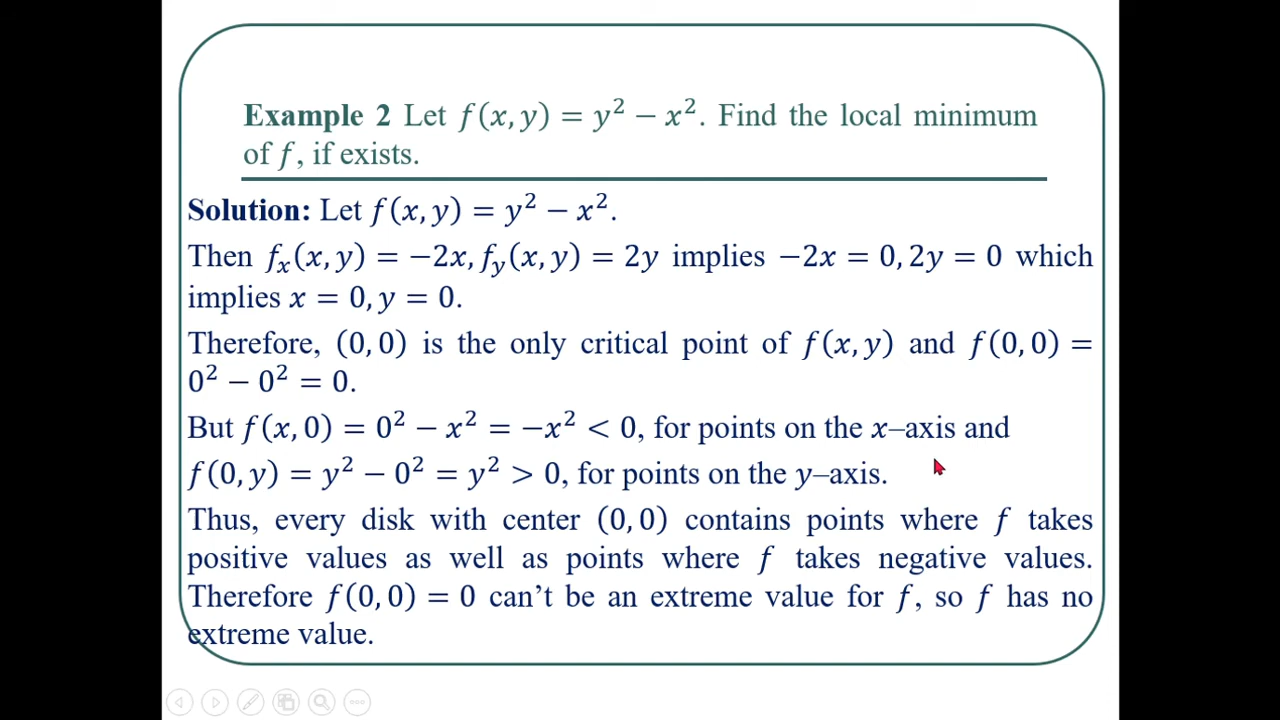 Example 2 Let f(x, y) = y² − x². Find the local minimum
of f, if exists.
Solution: Let f(x, y) = y² − x².
Then fₓ(x, y) = −2x, f_y(x, y) = 2y implies −2x = 0, 2y = 0 which
implies x = 0, y = 0.
Therefore, (0, 0) is the only critical point of f(x, y) and f(0, 0) =
0² − 0² = 0.
But f(x, 0) = 0² − x² = −x² < 0, for points on the x–axis and
f(0, y) = y² − 0² = y² > 0, for points on the y–axis.
Thus, every disk with center (0, 0) contains points where f takes
positive values as well as points where f takes negative values.
Therefore f(0, 0) = 0 can’t be an extreme value for f, so f has no
extreme value.